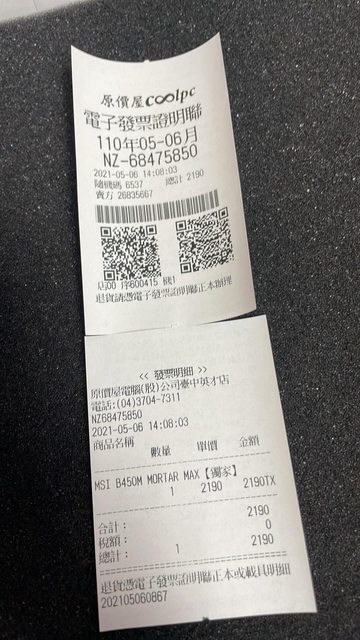 原價屋coolpc
電子發票證明聯
110年05-06月
NZ-68475850
2021-05-06 14:08:03
隨機碼 6537 總計 2190
賣方 26835667
店00 序600415 機1
退貨請憑電子發票證明聯正本辦理
<< 發票明細 >>
原價屋電腦(股)公司臺中英才店
電話:(04)3704-7311
NZ68475850
2021-05-06 14:08:03
商品名稱
數量 單價 金額
MSI B450M MORTAR MAX【獨家】
1 2190 2190TX
合計： 2190
稅額： 0
總計： 1 2190
退貨憑電子發票證明聯正本或載具明細
202105060867